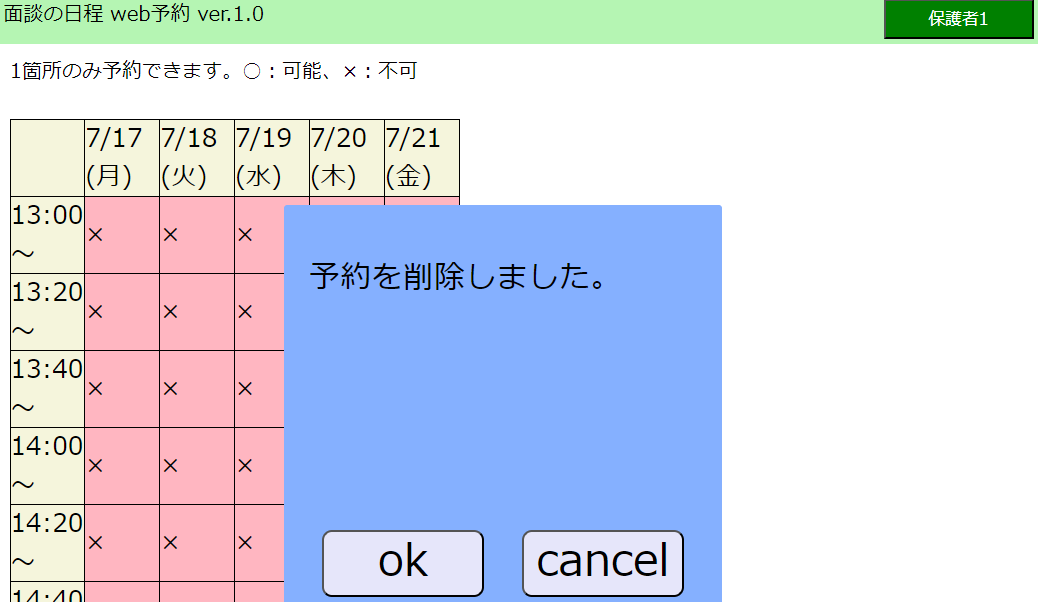 面談の日程 web予約 ver.1.0
保護者1
1箇所のみ予約できます。○：可能、×：不可
7/17 7/18 7/19 7/20 7/21
(月) (火) (水) (木) (金)
13:00
～ × × ×
13:20
～ × × ×
13:40
～ × × ×
14:00
～ × × ×
14:20
～ × × ×
14:40
予約を削除しました。
ok cancel